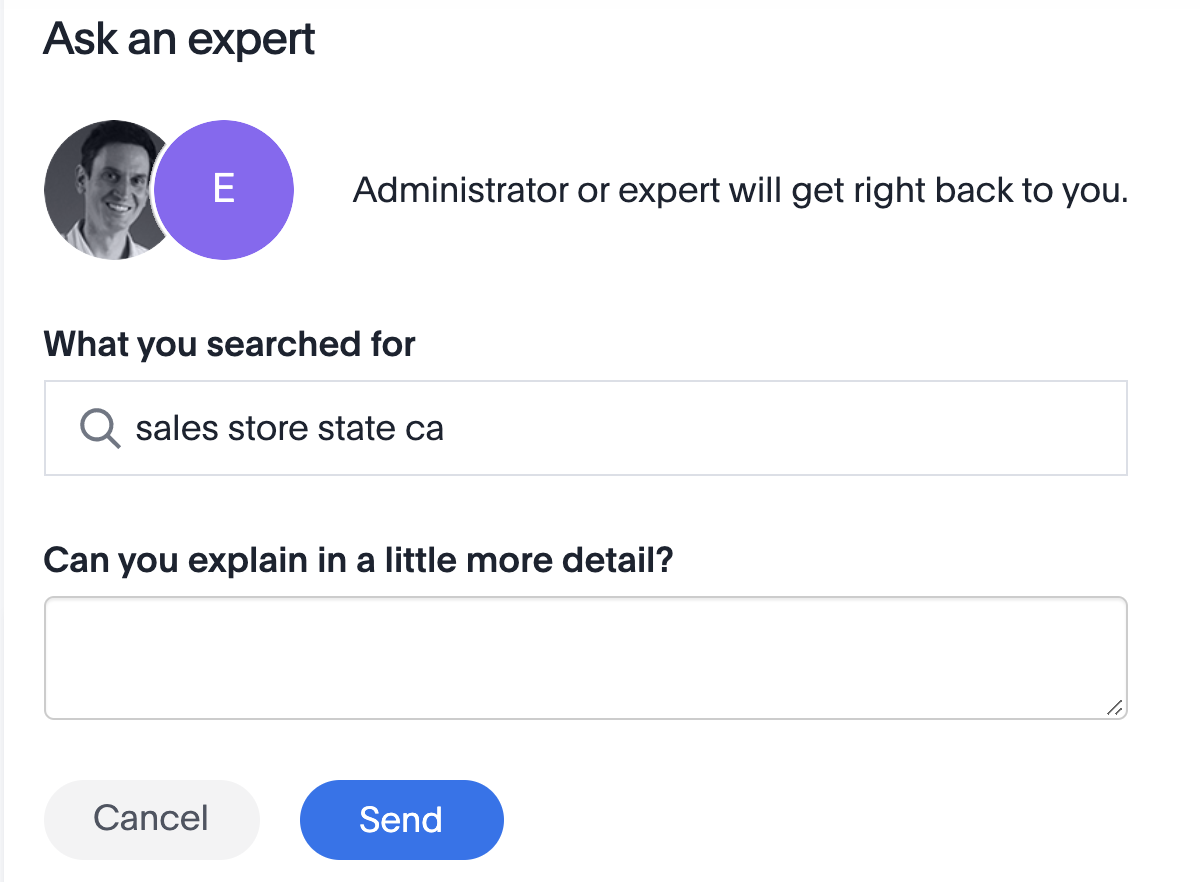 Ask an expert
E
Administrator or expert will get right back to you.
What you searched for
sales store state ca
Can you explain in a little more detail?
Cancel
Send